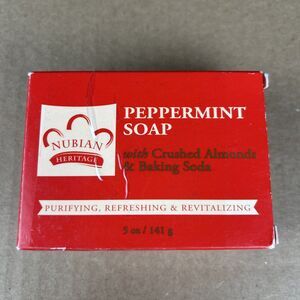 NUBIAN
HERITAGE
PEPPERMINT
SOAP
with Crushed Almonds
& Baking Soda
PURIFYING, REFRESHING & REVITALIZING
5 oz / 141 g